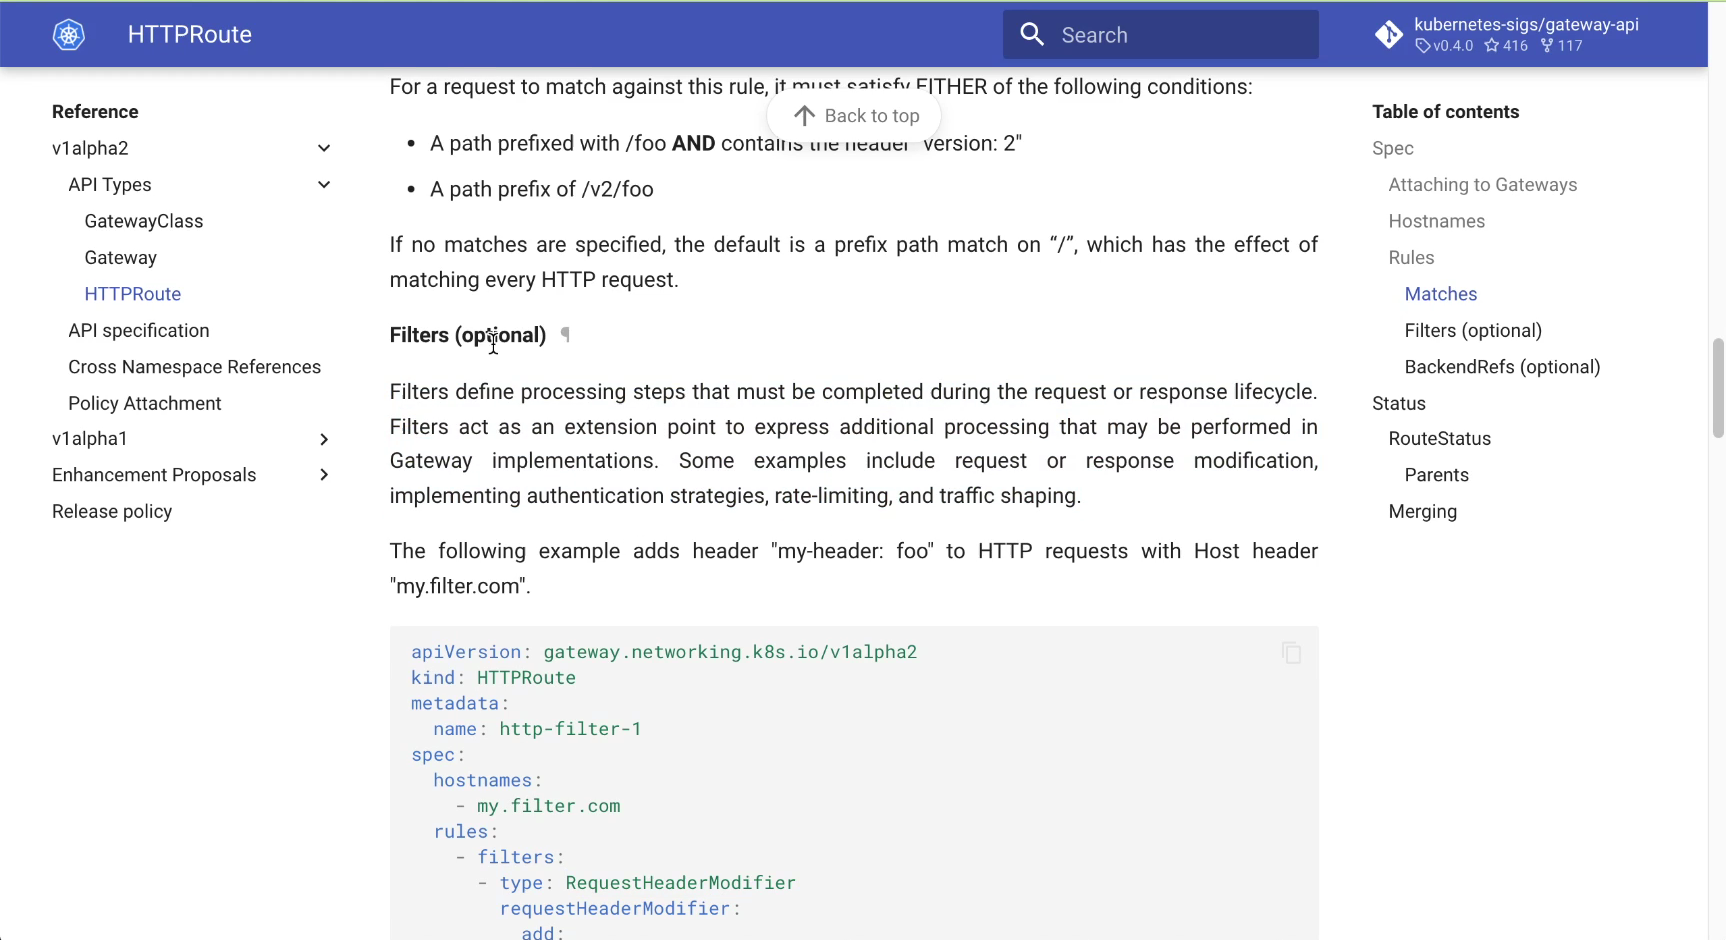 HTTPRoute
Search
kubernetes-sigs/gateway-api
v0.4.0 416 117
Reference
v1alpha2
API Types
GatewayClass
Gateway
HTTPRoute
API specification
Cross Namespace References
Policy Attachment
v1alpha1
Enhancement Proposals
Release policy
For a request to match against this rule, it must satisfy EITHER of the following conditions:
Back to top
• A path prefixed with /foo AND contains the header "version: 2"
• A path prefix of /v2/foo
If no matches are specified, the default is a prefix path match on “/”, which has the effect of
matching every HTTP request.
Filters (optional) ¶
Filters define processing steps that must be completed during the request or response lifecycle.
Filters act as an extension point to express additional processing that may be performed in
Gateway implementations. Some examples include request or response modification,
implementing authentication strategies, rate-limiting, and traffic shaping.
The following example adds header "my-header: foo" to HTTP requests with Host header
"my.filter.com".
apiVersion: gateway.networking.k8s.io/v1alpha2
kind: HTTPRoute
metadata:
  name: http-filter-1
spec:
  hostnames:
    - my.filter.com
  rules:
    - filters:
      - type: RequestHeaderModifier
        requestHeaderModifier:
          add:
Table of contents
Spec
Attaching to Gateways
Hostnames
Rules
Matches
Filters (optional)
BackendRefs (optional)
Status
RouteStatus
Parents
Merging